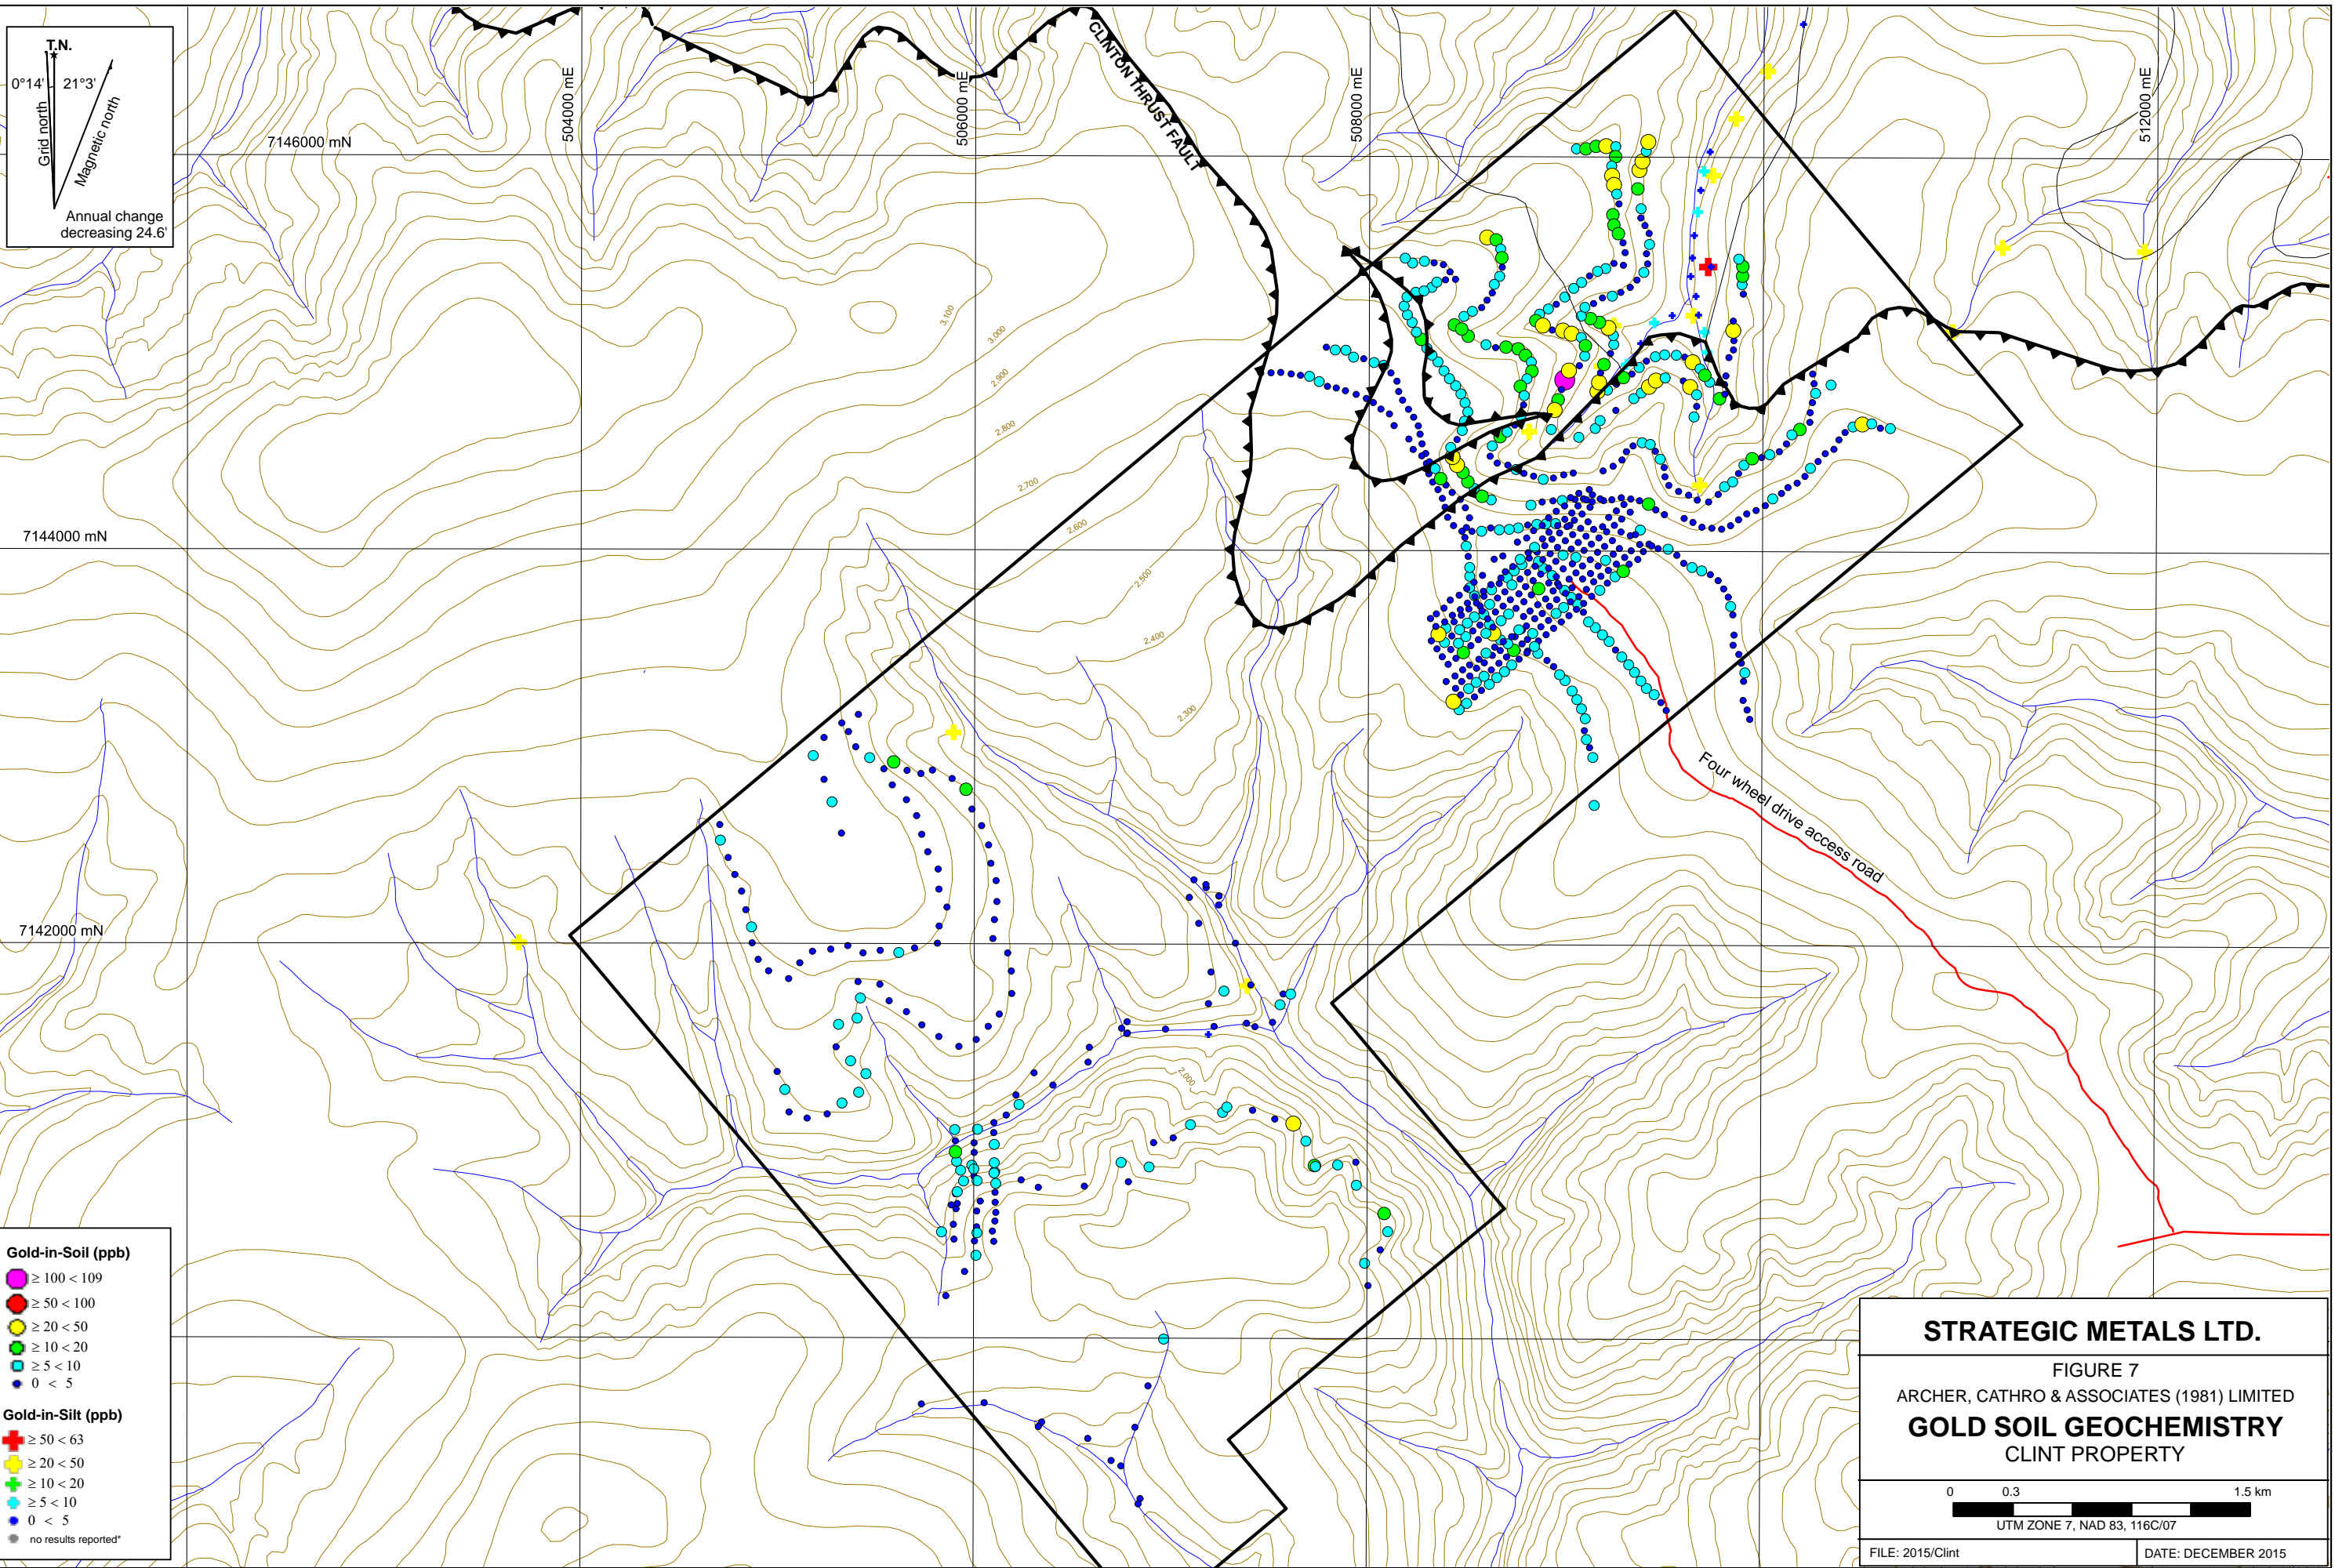 T.N.
0°14'
21°3'
Grid north
Magnetic north
Annual change
decreasing 24.6'
7146000 mN
7144000 mN
7142000 mN
504000 mE
506000 mE
508000 mE
512000 mE
CLINTON THRUST FAULT
3,100
3,000
2,900
2,800
2,700
2,600
2,500
2,400
2,300
2,000
Four wheel drive access road
Gold-in-Soil (ppb)
≥ 100 < 109
≥ 50 < 100
≥ 20 < 50
≥ 10 < 20
≥ 5 < 10
0 < 5
Gold-in-Silt (ppb)
≥ 50 < 63
≥ 20 < 50
≥ 10 < 20
≥ 5 < 10
0 < 5
no results reported*
STRATEGIC METALS LTD.
FIGURE 7
ARCHER, CATHRO & ASSOCIATES (1981) LIMITED
GOLD SOIL GEOCHEMISTRY
CLINT PROPERTY
0 0.3 1.5 km
UTM ZONE 7, NAD 83, 116C/07
FILE: 2015/Clint
DATE: DECEMBER 2015